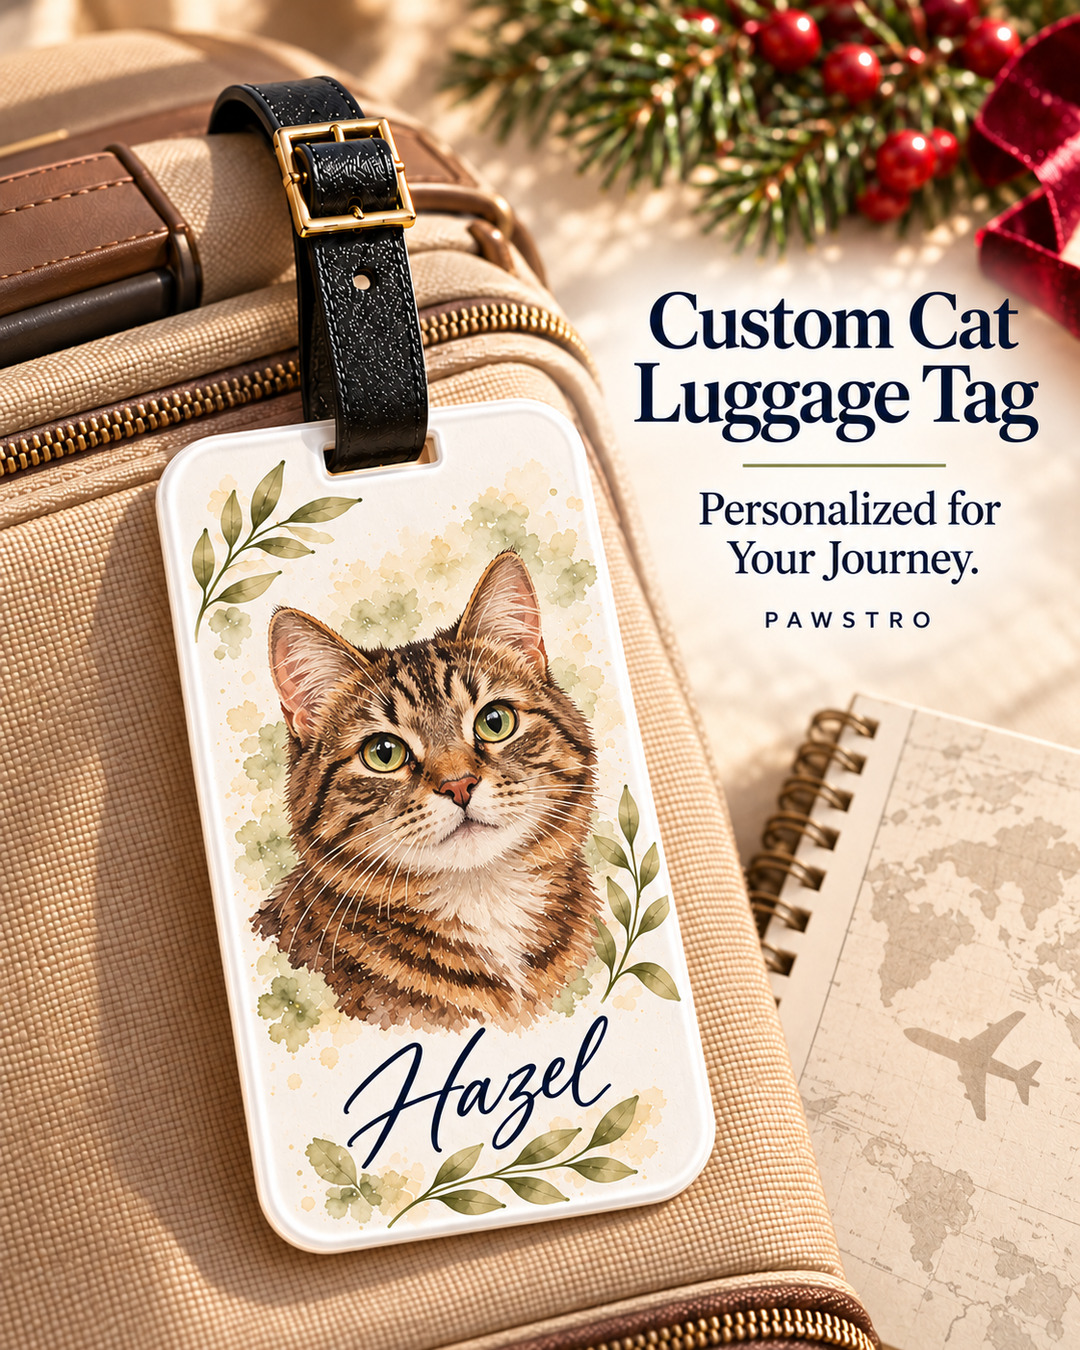 Custom Cat
Luggage Tag
Personalized for
Your Journey.
PAWSTRO
Hazel